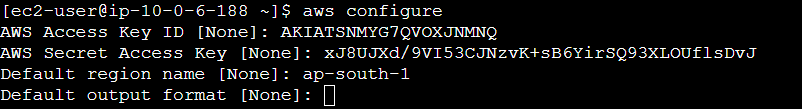 [ec2-user@ip-10-0-6-188 ~]$ aws configure
AWS Access Key ID [None]: AKIATSNMYG7QVOXJNMNQ
AWS Secret Access Key [None]: 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
Default region name [None]: ap-south-1
Default output format [None]: